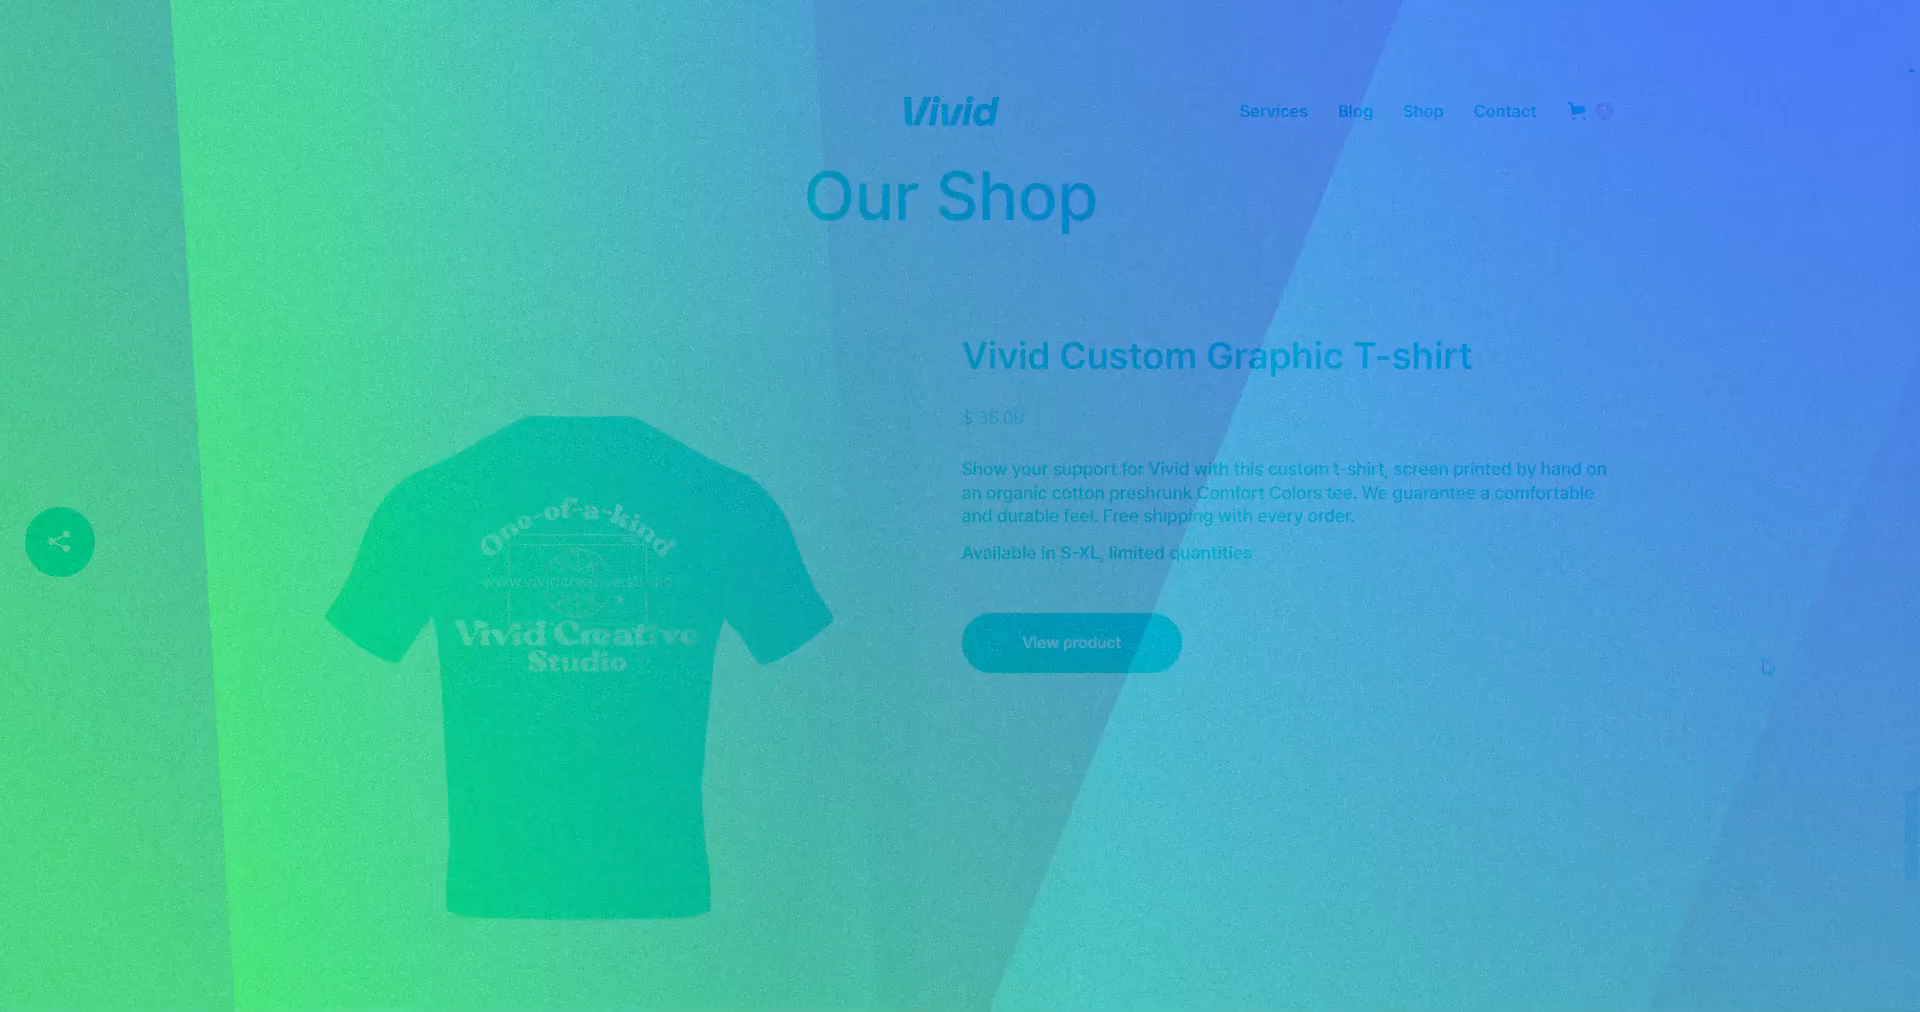 Vivid
Services Blog Shop Contact
Our Shop
Vivid Custom Graphic T-shirt
$ 35.00
Show your support for Vivid with this custom t-shirt, screen printed by hand on
an organic cotton preshrunk Comfort Colors tee. We guarantee a comfortable
and durable feel. Free shipping with every order.
Available in S-XL, limited quantities
View product
One-of-a-kind
www.vividcreative.studio
Vivid Creative
Studio